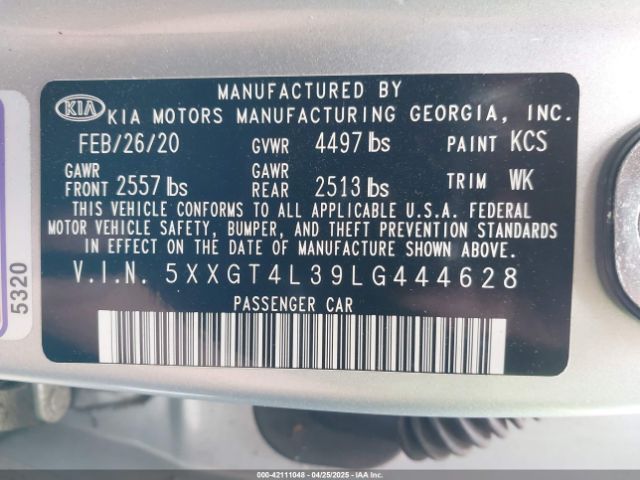 MANUFACTURED BY
KIA KIA MOTORS MANUFACTURING GEORGIA, INC.
FEB/26/20 GVWR 4497 lbs PAINT KCS
GAWR FRONT 2557 lbs GAWR REAR 2513 lbs TRIM WK
THIS VEHICLE CONFORMS TO ALL APPLICABLE U.S.A. FEDERAL
MOTOR VEHICLE SAFETY, BUMPER, AND THEFT PREVENTION STANDARDS
IN EFFECT ON THE DATE OF MANUFACTURE SHOWN ABOVE.
V.I.N. 5XXGT4L39LG444628
PASSENGER CAR
5320
000-42111048 - 04/25/2025 - IAAI.COM